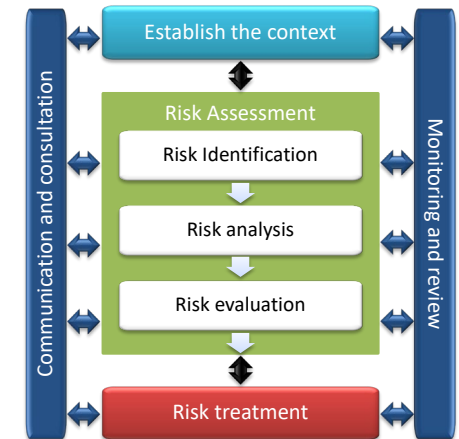 Establish the context
Communication and consultation
Risk Assessment
Risk Identification
Risk analysis
Risk evaluation
Monitoring and review
Risk treatment